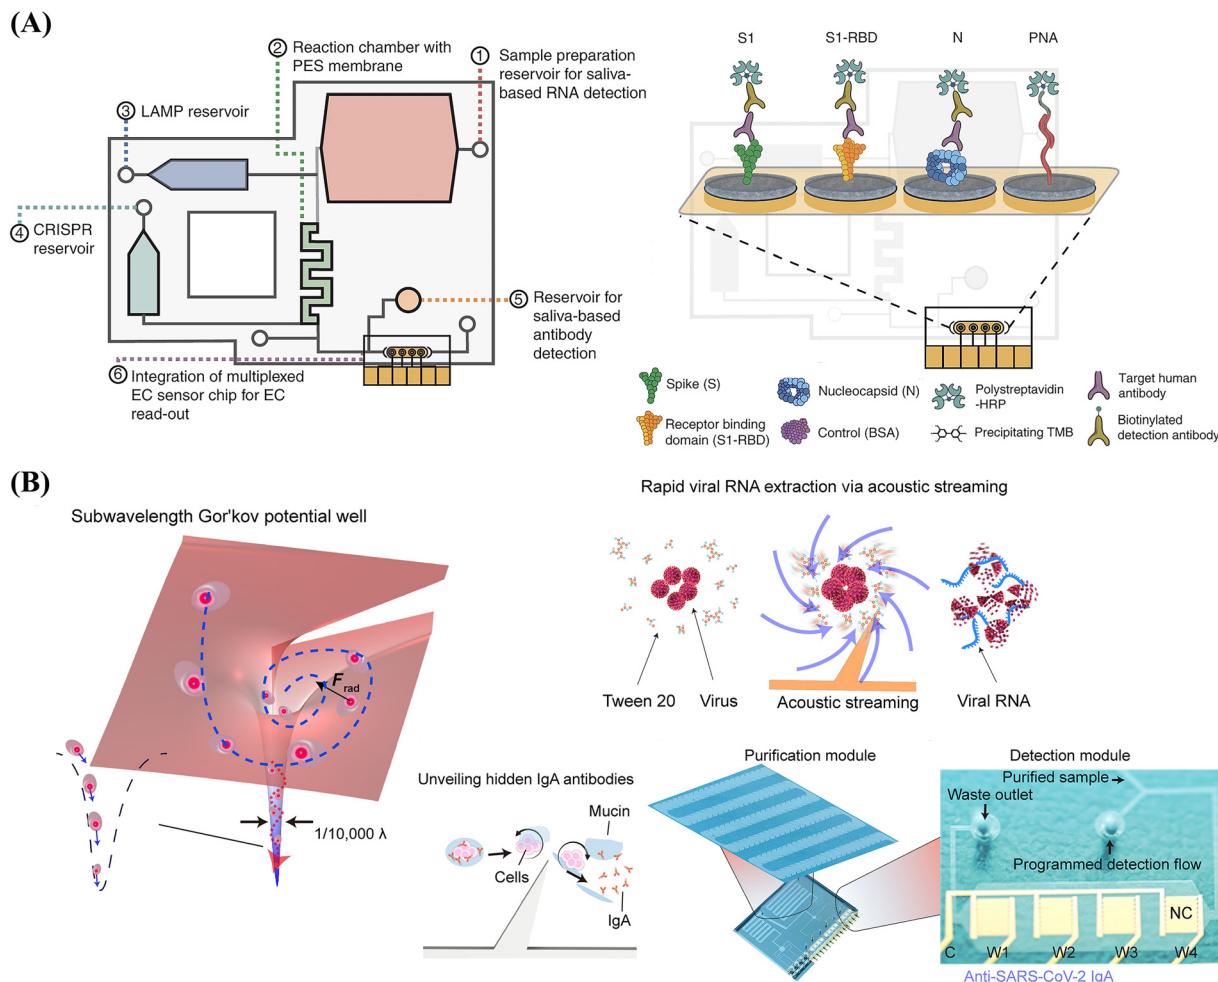 (A)
② Reaction chamber with
PES membrane
① Sample preparation
reservoir for saliva-
based RNA detection
③ LAMP reservoir
④ CRISPR
reservoir
⑤ Reservoir for
saliva-based
antibody
detection
⑥ Integration of multiplexed
EC sensor chip for EC
read-out
S1
S1-RBD
N
PNA
Spike (S)
Nucleocapsid (N)
Polystreptavidin
-HRP
Target human
antibody
Receptor binding
domain (S1-RBD)
Control (BSA)
Precipitating TMB
Biotinylated
detection antibody
(B)
Subwavelength Gor'kov potential well
Frad
1/10,000 λ
Rapid viral RNA extraction via acoustic streaming
Tween 20
Virus
Acoustic streaming
Viral RNA
Unveiling hidden IgA antibodies
Mucin
Cells
IgA
Purification module
Detection module
Purified sample
Waste outlet
Programmed detection flow
NC
C
W1
W2
W3
W4
Anti-SARS-CoV-2 IgA